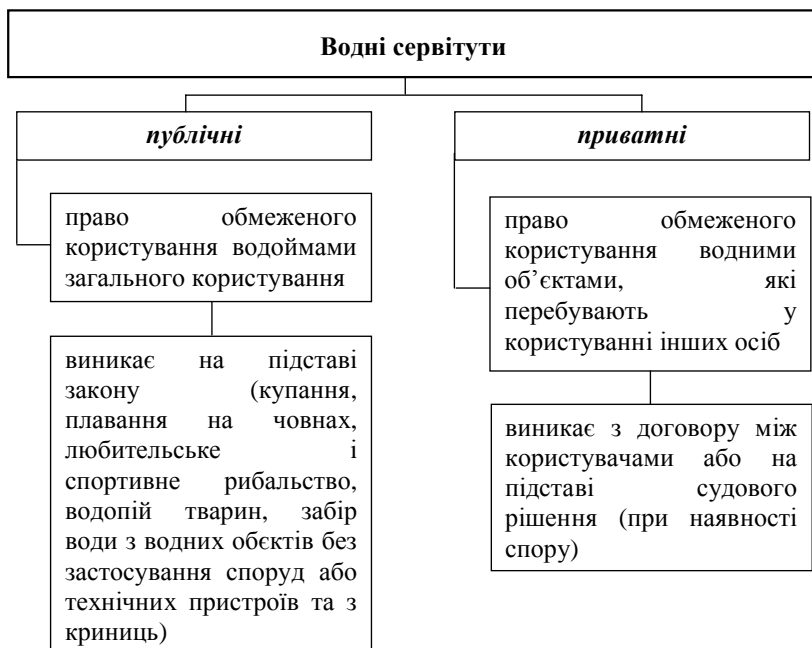 Водні сервітути
публічні
приватні
право обмеженого
користування водоймами
загального користування
право обмеженого
користування водними
об’єктами, які
перебувають у
користуванні інших осіб
виникає на підставі
закону (купання,
плавання на човнах,
любительське і
спортивне рибальство,
водопій тварин, забір
води з водних обєктів без
застосування споруд або
технічних пристроїв та з
криниць)
виникає з договору між
користувачами або на
підставі судового
рішення (при наявності
спору)